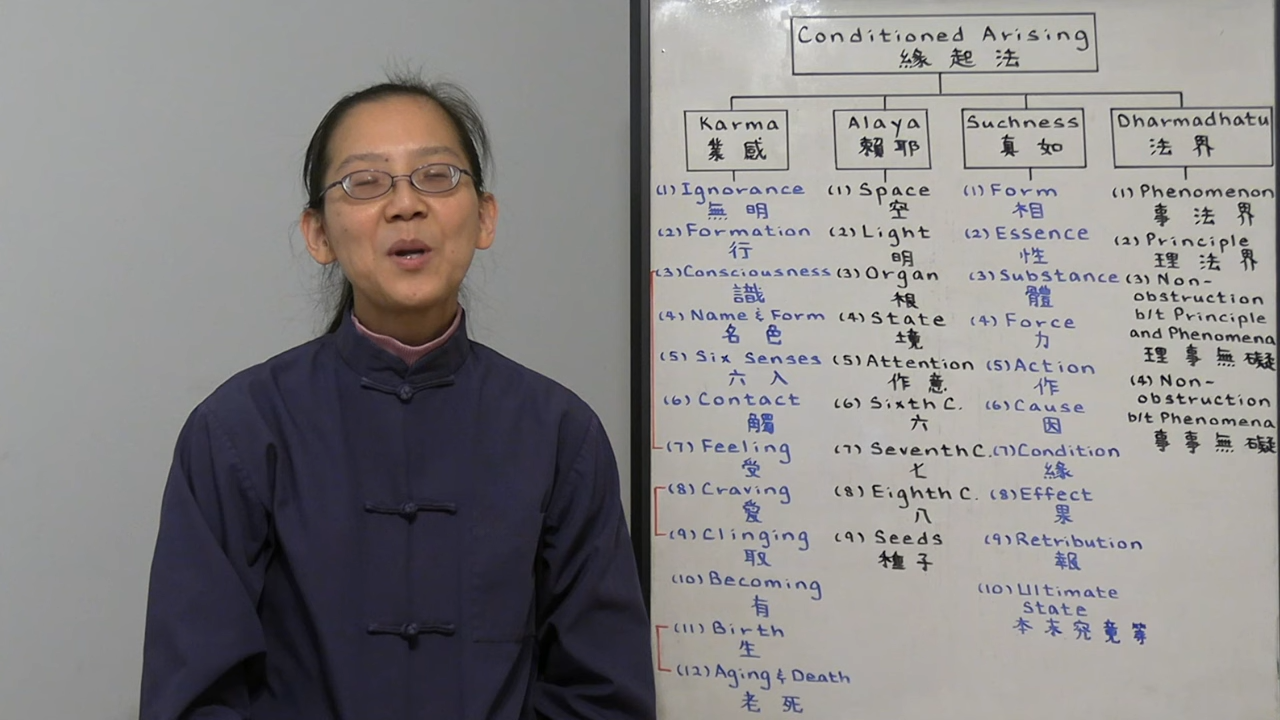 Conditioned Arising
緣起法
Karma
業感
(1) Ignorance
無明
(2) Formation
行
(3) Consciousness
識
(4) Name & Form
名色
(5) Six Senses
六入
(6) Contact
觸
(7) Feeling
受
(8) Craving
愛
(9) Clinging
取
(10) Becoming
有
(11) Birth
生
(12) Aging & Death
老死
Alaya
賴耶
(1) Space
空
(2) Light
明
(3) Organ
根
(4) State
境
(5) Attention
作意
(6) Sixth C.
六
(7) Seventh C.
七
(8) Eighth C.
八
(9) Seeds
種子
Suchness
真如
(1) Form
相
(2) Essence
性
(3) Substance
體
(4) Force
力
(5) Action
作
(6) Cause
因
(7) Condition
緣
(8) Effect
果
(9) Retribution
報
(10) Ultimate
State
本末究竟等
Dharmadhatu
法界
(1) Phenomenon
事法界
(2) Principle
理法界
(3) Non-
obstruction
b/t Principle
and Phenomena
理事無礙
(4) Non-
obstruction
b/t Phenomena
事事無礙